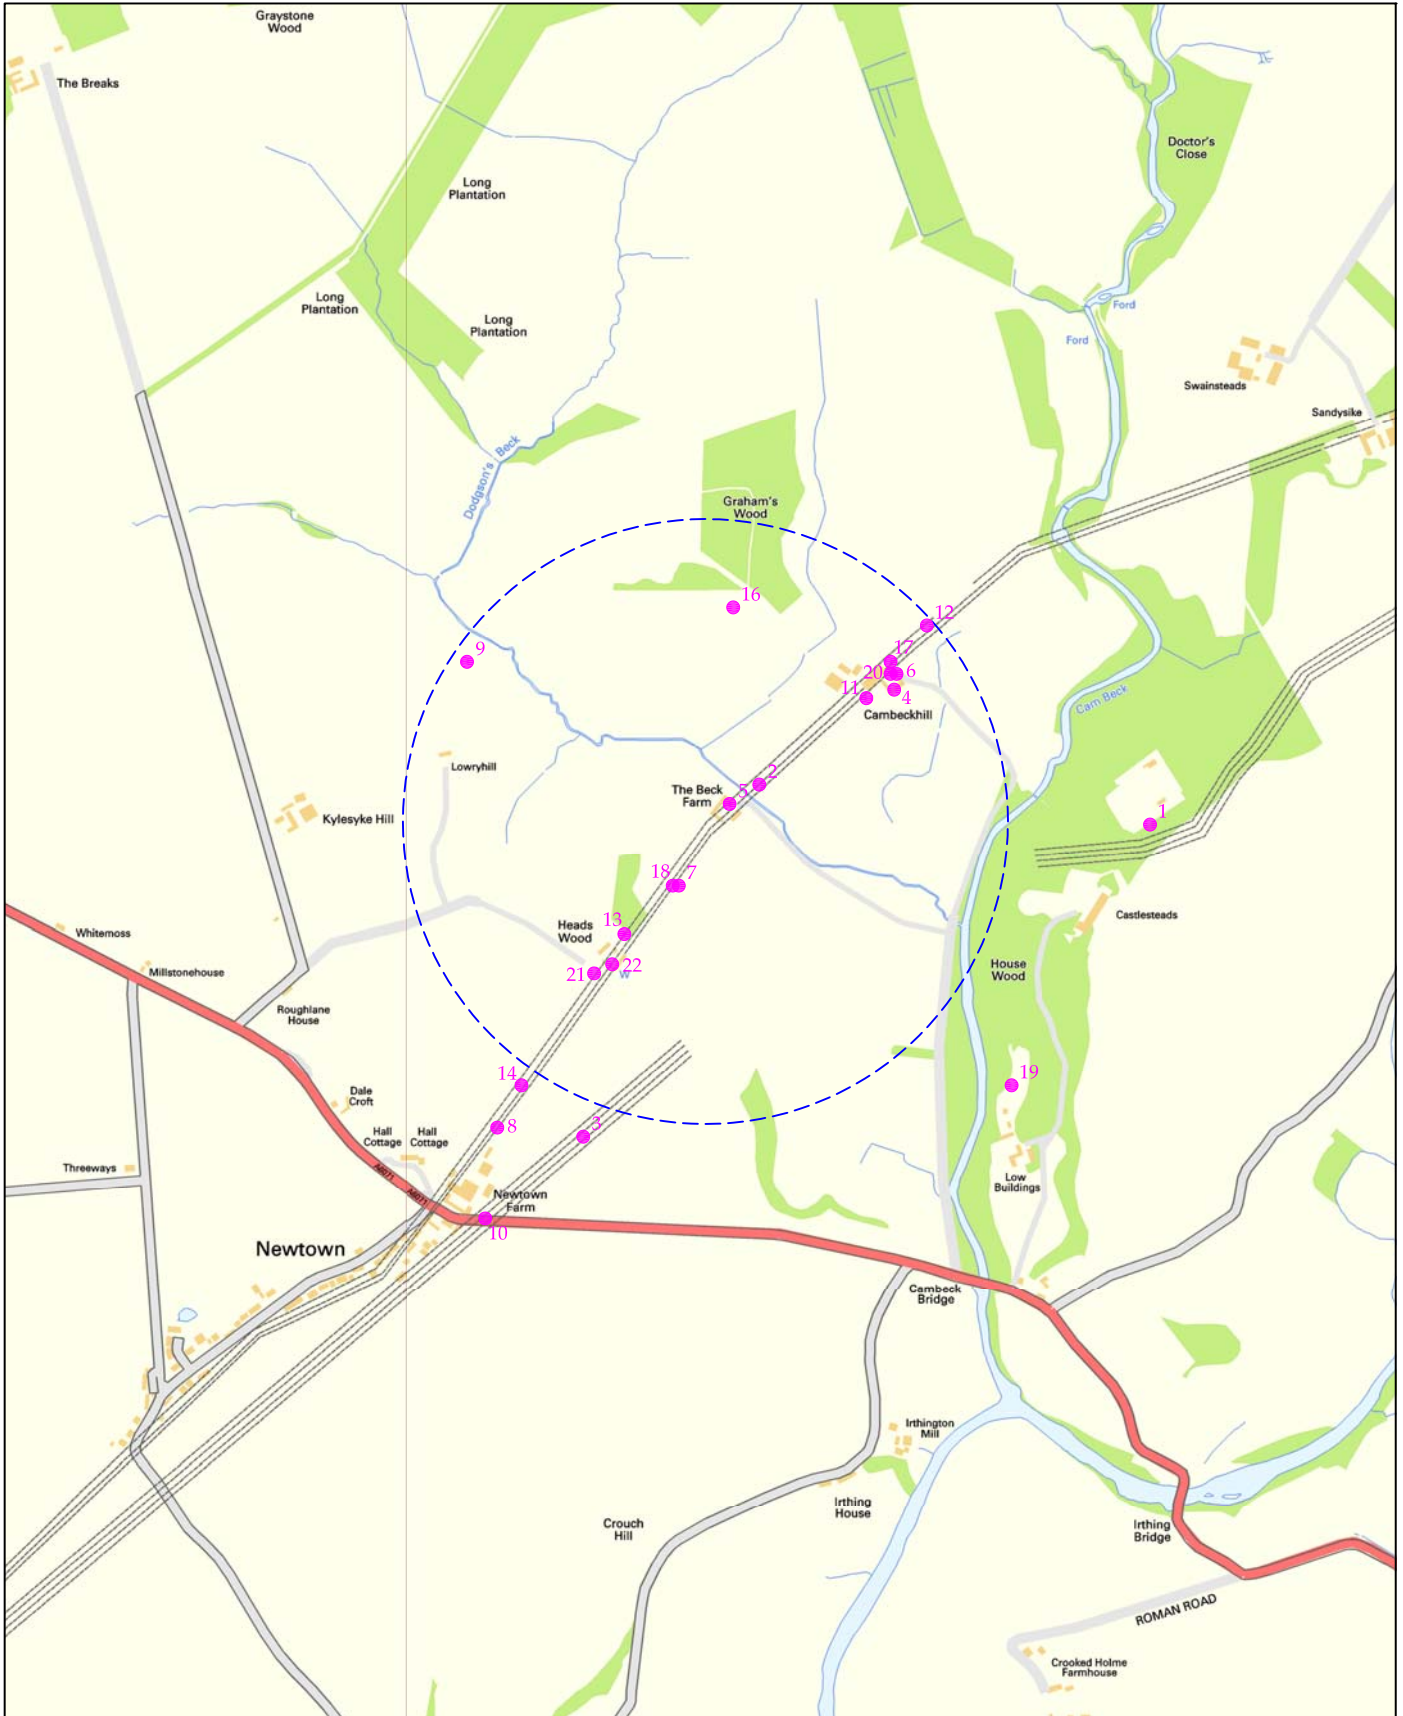 Graystone
Wood
The Breaks
Doctor's
Close
Long
Plantation
Long
Plantation
Long
Plantation
Ford
Ford
Swainsteads
Sandysike
Dodgson's Beck
Graham's
Wood
16
12
9
17
20
6
11
4
Cambeckhill
Cam Beck
Lowryhill
2
The Beck
Farm
5
Kylesyke Hill
1
18
7
Castlesteads
13
Heads
Wood
Whitemoss
22
21
W
House
Wood
Millstonehouse
Roughlane
House
14
19
Dale
Croft
8
3
Hall
Cottage
Hall
Cottage
Threeways
A6071
A6071
Low
Buildings
Newtown
Farm
10
Newtown
Cambeck
Bridge
Irthington
Mill
Irthing
House
Crouch
Hill
Irthing
Bridge
ROMAN ROAD
Crooked Holme
Farmhouse